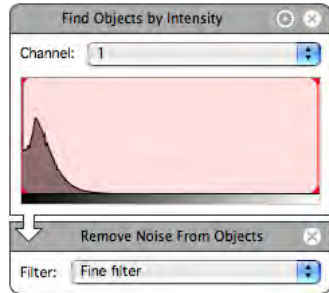 Find Objects by Intensity
Channel: 1
Remove Noise From Objects
Filter: Fine filter